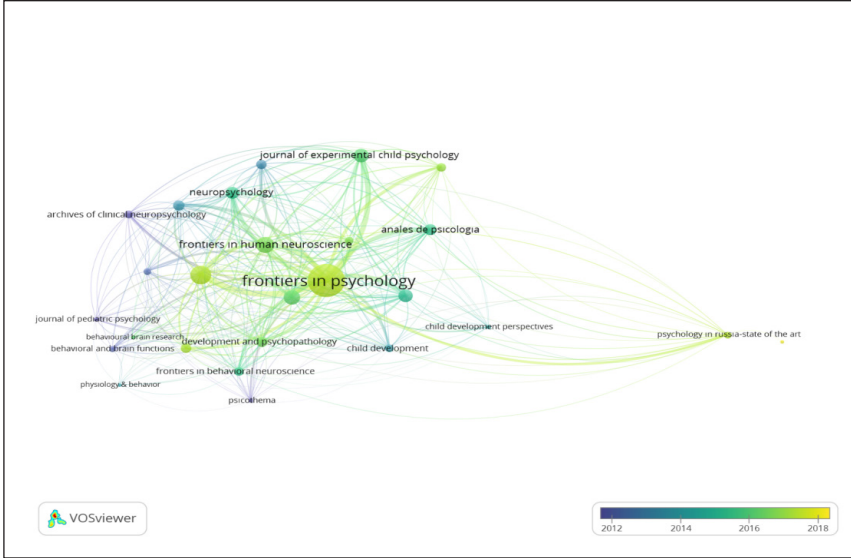 journal of experimental child psychology
neuropsychology
archives of clinical neuropsychology
anales de psicologia
frontiers in human neuroscience
frontiers in psychology
journal of pediatric psychology
child development perspectives
behavioural brain research
development and psychopathology
psychology in russia-state of the art
behavioral and brain functions
child development
frontiers in behavioral neuroscience
physiology & behavior
psicothema
VOSviewer
2012 2014 2016 2018